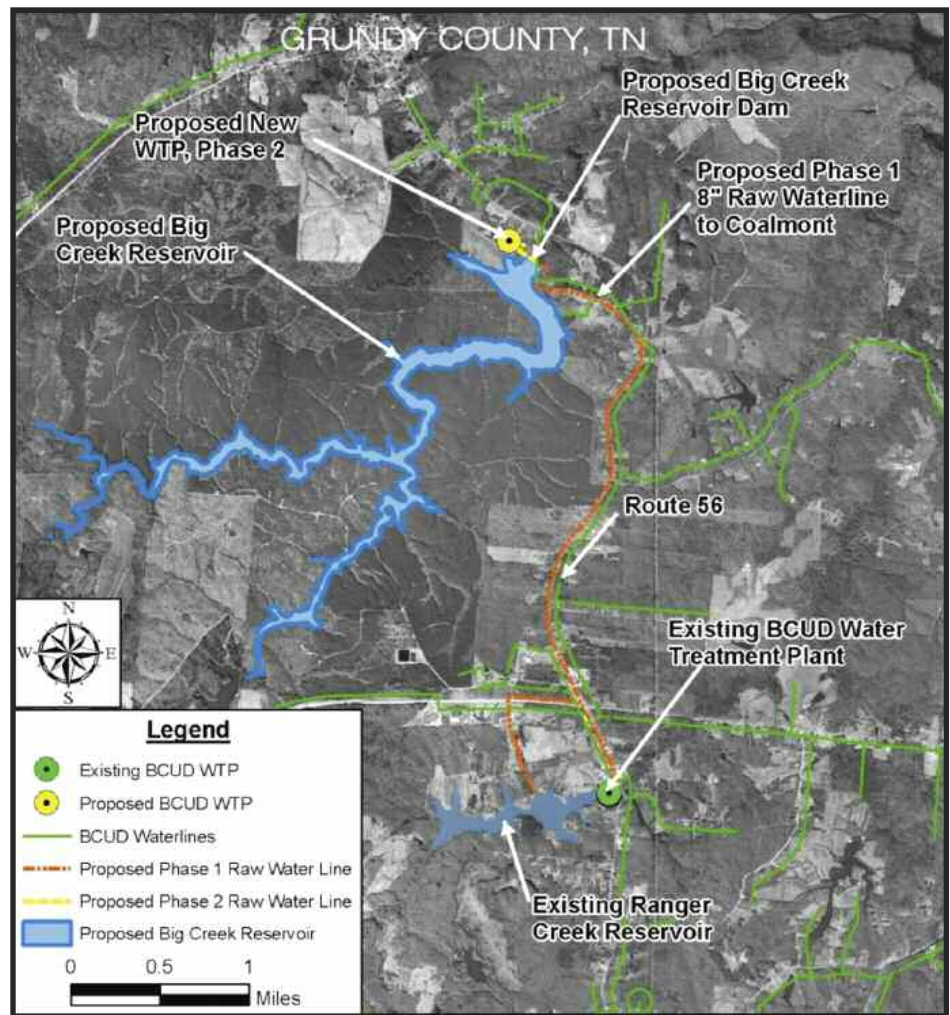 GRUNDY COUNTY, TN
Proposed Big Creek
Reservoir Dam
Proposed New
WTP, Phase 2
Proposed Phase 1
8" Raw Waterline
to Coalmont
Proposed Big
Creek Reservoir
Route 56
Existing BCUD Water
Treatment Plant
N
W E
S
Legend
Existing BCUD WTP
Proposed BCUD WTP
BCUD Waterlines
Proposed Phase 1 Raw Water Line
Proposed Phase 2 Raw Water Line
Proposed Big Creek Reservoir
0 0.5 1
Miles
Existing Ranger
Creek Reservoir